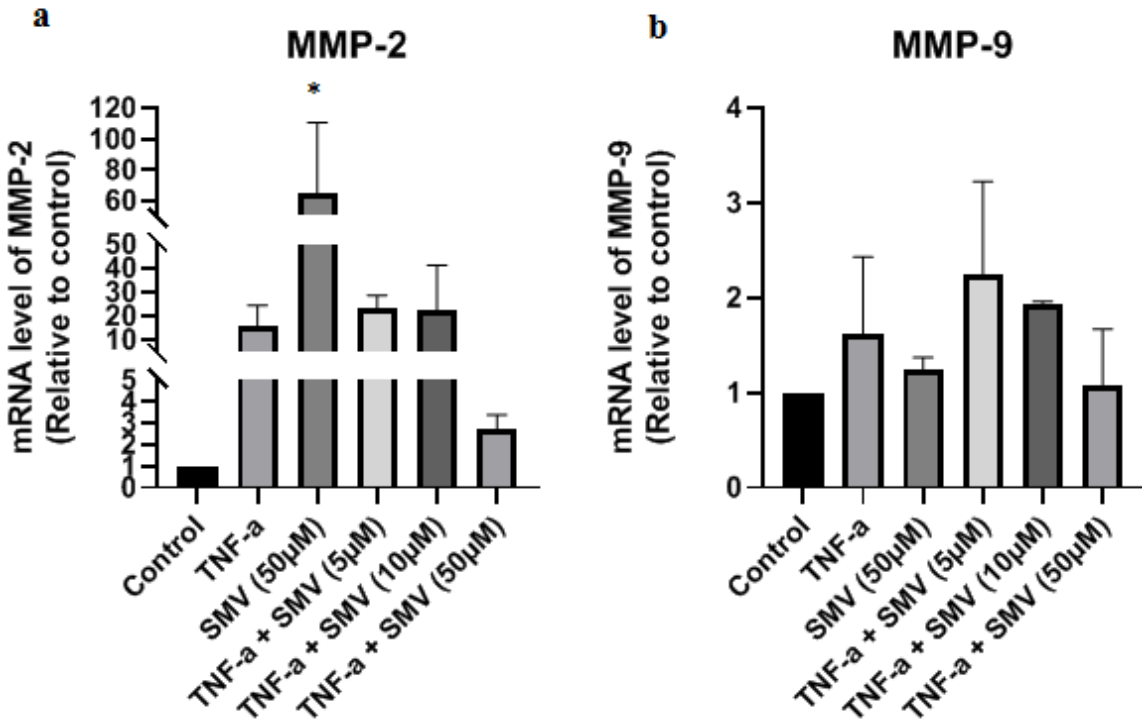 a
MMP-2
*
mRNA level of MMP-2
(Relative to control)
120
100
80
60
50
40
30
20
10
5
4
3
2
1
0
Control
TNF-a
SMV (50µM)
TNF-a + SMV (5µM)
TNF-a + SMV (10µM)
TNF-a + SMV (50µM)
b
MMP-9
mRNA level of MMP-9
(Relative to control)
4
3
2
1
0
Control
TNF-a
SMV (50µM)
TNF-a + SMV (5µM)
TNF-a + SMV (10µM)
TNF-a + SMV (50µM)